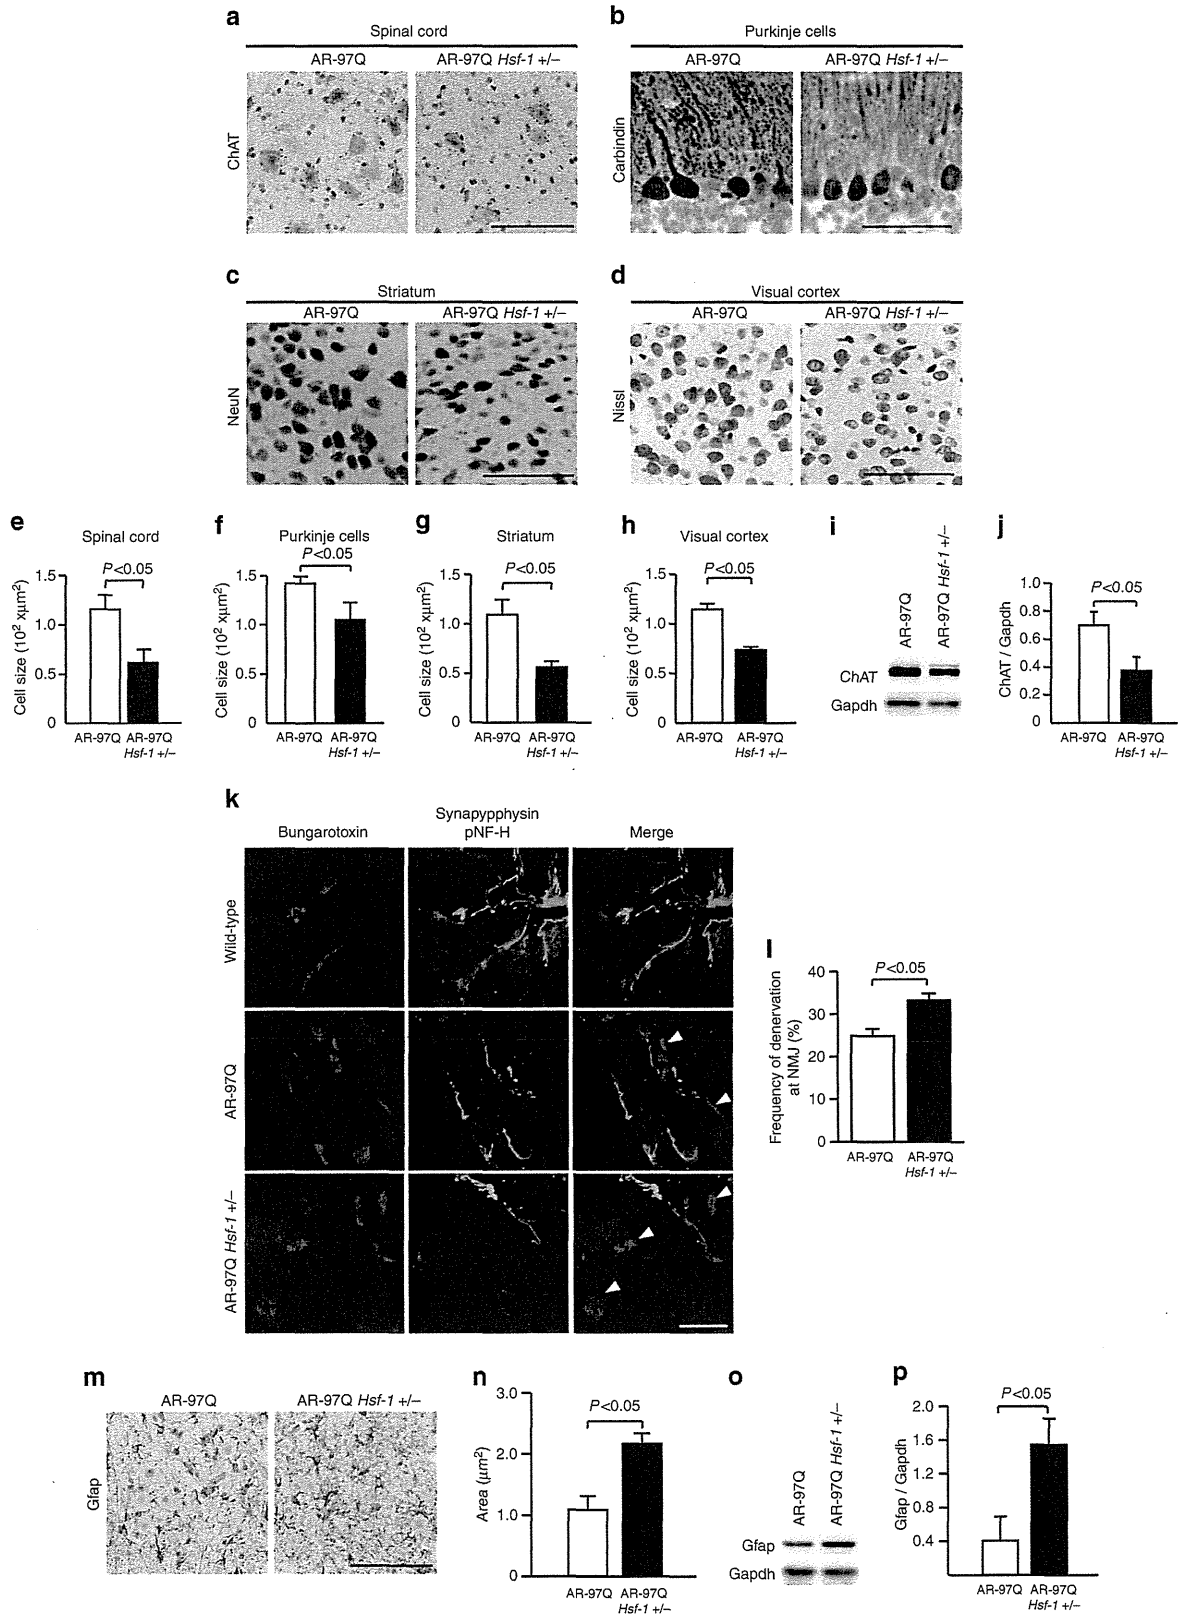 a
Spinal cord
AR-97Q
AR-97Q Hsf-1 +/–
ChAT
b
Purkinje cells
AR-97Q
AR-97Q Hsf-1 +/–
Carbindin
c
Striatum
AR-97Q
AR-97Q Hsf-1 +/–
NeuN
d
Visual cortex
AR-97Q
AR-97Q Hsf-1 +/–
Nissl
e
Spinal cord
P<0.05
Cell size (10² xµm²)
1.5
1.0
0.5
0
AR-97Q
AR-97Q
Hsf-1 +/–
f
Purkinje cells
P<0.05
Cell size (10² xµm²)
1.5
1.0
0.5
0
AR-97Q
AR-97Q
Hsf-1 +/–
g
Striatum
P<0.05
Cell size (10² xµm²)
1.5
1.0
0.5
0
AR-97Q
AR-97Q
Hsf-1 +/–
h
Visual cortex
P<0.05
Cell size (10² xµm²)
1.5
1.0
0.5
0
AR-97Q
AR-97Q
Hsf-1 +/–
i
AR-97Q
AR-97Q Hsf-1 +/–
ChAT
Gapdh
j
P<0.05
ChAT / Gapdh
1.0
0.8
0.6
0.4
0.2
0
AR-97Q
AR-97Q
Hsf-1 +/–
k
Bungarotoxin
Synapypphysin
pNF-H
Merge
Wild-type
AR-97Q
AR-97Q Hsf-1 +/–
l
P<0.05
Frequency of denervation
at NMJ (%)
40
30
20
10
0
AR-97Q
AR-97Q
Hsf-1 +/–
m
AR-97Q
AR-97Q Hsf-1 +/–
Gfap
n
P<0.05
Area (µm²)
3.0
2.0
1.0
0
AR-97Q
AR-97Q
Hsf-1 +/–
o
AR-97Q
AR-97Q Hsf-1 +/–
Gfap
Gapdh
p
P<0.05
Gfap / Gapdh
2.0
1.6
1.2
0.8
0.4
AR-97Q
AR-97Q
Hsf-1 +/–